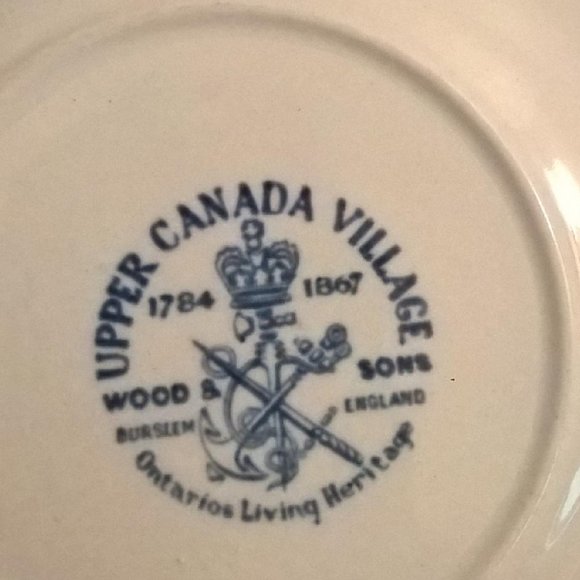 UPPER CANADA VILLAGE
1784 1867
WOOD & SONS
BURSLEM ENGLAND
Ontarios Living Heritage